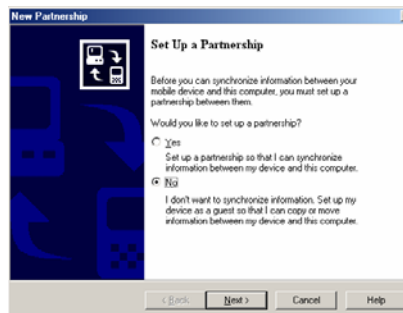 New Partnership
Set Up a Partnership
Before you can synchronize information between your
mobile device and this computer, you must set up a
partnership between them.
Would you like to set up a partnership?
Yes
Set up a partnership so that I can synchronize
information between my device and this computer.
No
I don't want to synchronize information. Set up my
device as a guest so that I can copy or move
information between my device and this computer.
< Back Next > Cancel Help